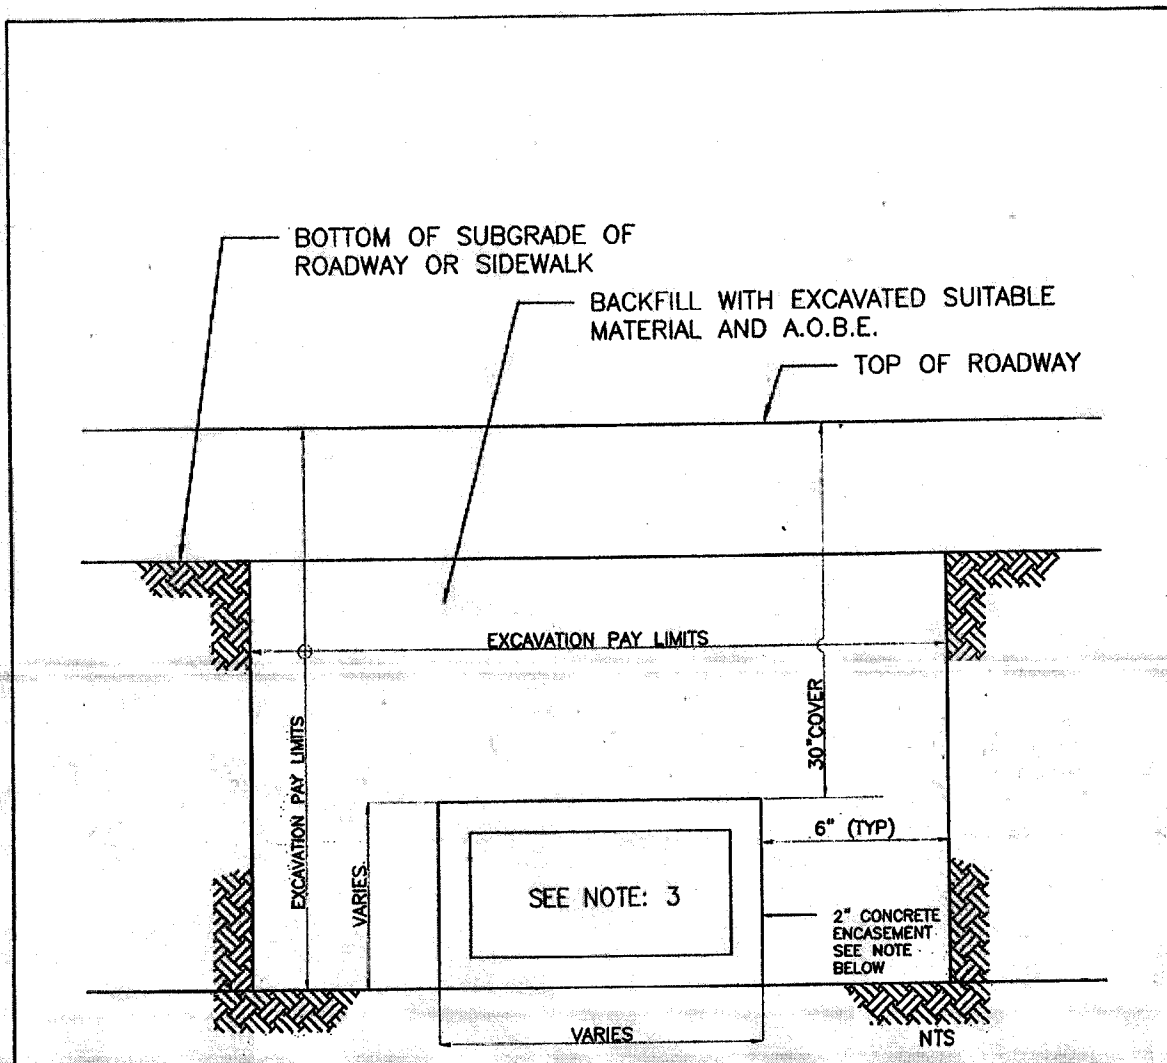 BOTTOM OF SUBGRADE OF
ROADWAY OR SIDEWALK
BACKFILL WITH EXCAVATED SUITABLE
MATERIAL AND A.O.B.E.
TOP OF ROADWAY
EXCAVATION PAY LIMITS
EXCAVATION PAY LIMITS
30"COVER
VARIES
6" (TYP)
SEE NOTE: 3
2" CONCRETE
ENCASEMENT
SEE NOTE
BELOW
VARIES
NTS